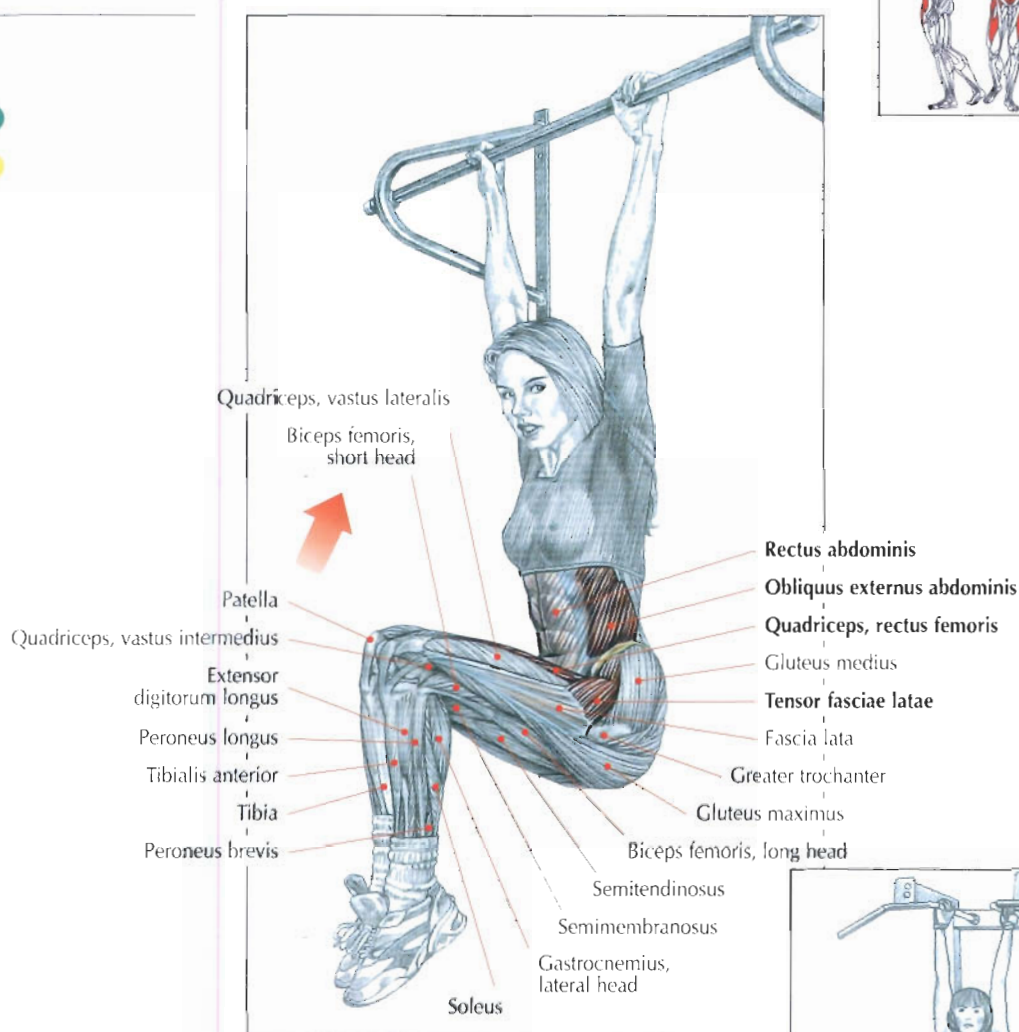 Quadriceps, vastus lateralis
Biceps femoris,
short head
Patella
Quadriceps, vastus intermedius
Extensor
digitorum longus
Peroneus longus
Tibialis anterior
Tibia
Peroneus brevis
Rectus abdominis
Obliquus externus abdominis
Quadriceps, rectus femoris
Gluteus medius
Tensor fasciae latae
Fascia lata
Greater trochanter
Gluteus maximus
Biceps femoris, long head
Semitendinosus
Semimembranosus
Gastrocnemius,
lateral head
Soleus